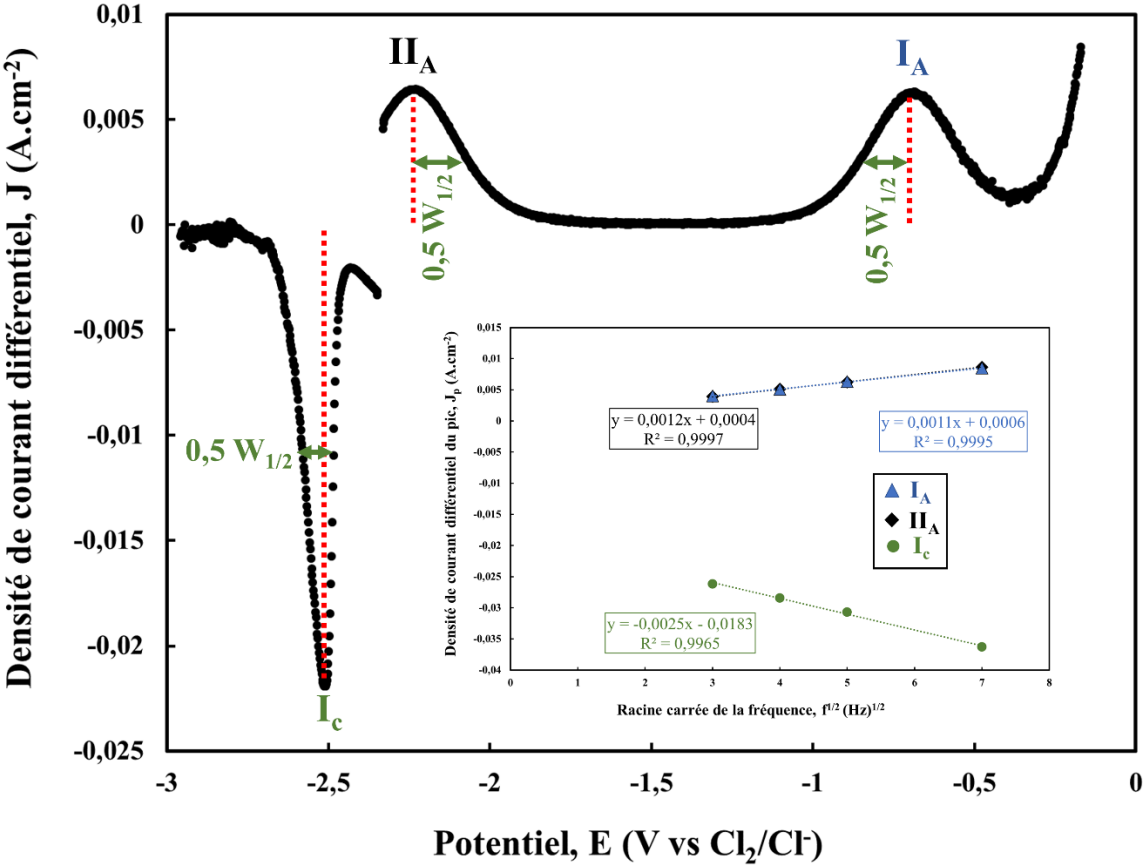 Densité de courant différentiel, J (A.cm⁻²)
0,01
0,005
0
-0,005
-0,01
-0,015
-0,02
-0,025
II_A
I_A
0,5 W_1/2
0,5 W_1/2
0,5 W_1/2
I_c
Densité de courant différentiel du pic, J_p (A.cm⁻²)
0,015
0,01
0,005
0
-0,005
-0,01
-0,015
-0,02
-0,025
-0,03
-0,035
-0,04
y = 0,0012x + 0,0004
R² = 0,9997
y = 0,0011x + 0,0006
R² = 0,9995
I_A
II_A
I_c
y = -0,0025x - 0,0183
R² = 0,9965
0 1 2 3 4 5 6 7 8
Racine carrée de la fréquence, f^1/2 (Hz)^1/2
-3 -2,5 -2 -1,5 -1 -0,5 0
Potentiel, E (V vs Cl₂/Cl⁻)